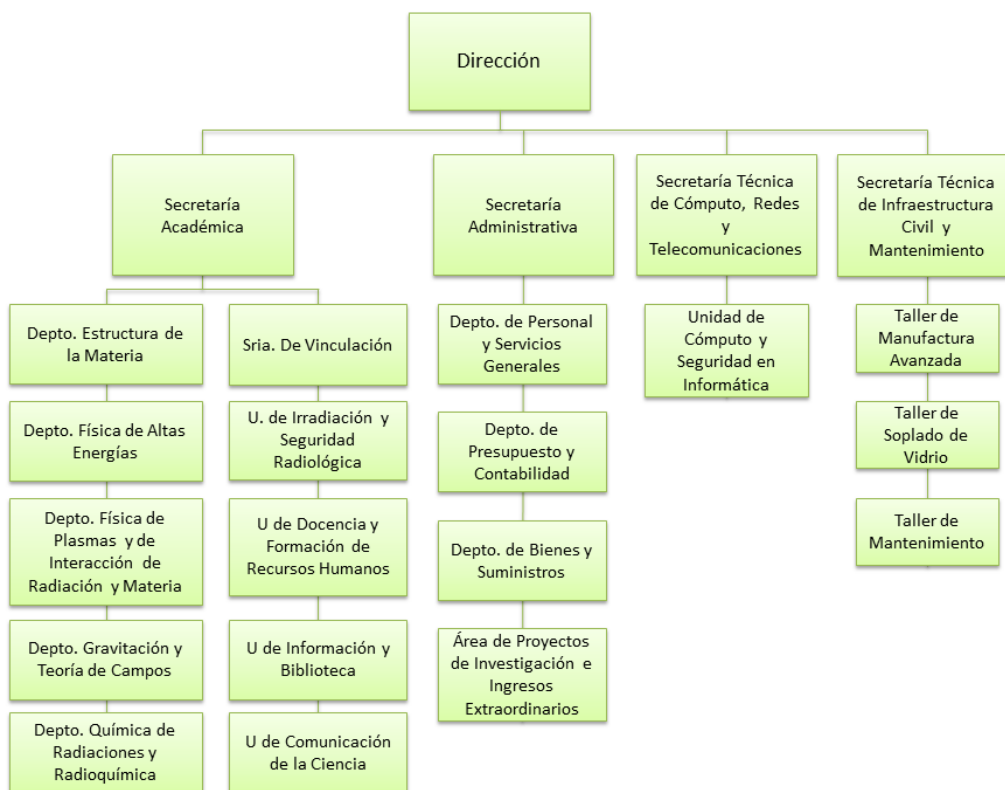 Dirección
Secretaría
Académica
Secretaría
Administrativa
Secretaría Técnica
de Cómputo, Redes
y
Telecomunicaciones
Secretaría Técnica
de Infraestructura
Civil y
Mantenimiento
Depto. Estructura de
la Materia
Depto. Física de Altas
Energías
Depto. Física de
Plasmas y de
Interacción de
Radiación y Materia
Depto. Gravitación y
Teoría de Campos
Depto. Química de
Radiaciones y
Radioquímica
Sria. De Vinculación
U. de Irradiación y
Seguridad
Radiológica
U de Docencia y
Formación de
Recursos Humanos
U de Información y
Biblioteca
U de Comunicación
de la Ciencia
Depto. de Personal
y Servicios
Generales
Depto. de
Presupuesto y
Contabilidad
Depto. de Bienes y
Suministros
Área de Proyectos
de Investigación e
Ingresos
Extraordinarios
Unidad de
Cómputo y
Seguridad en
Informática
Taller de
Manufactura
Avanzada
Taller de
Soplado de
Vidrio
Taller de
Mantenimiento